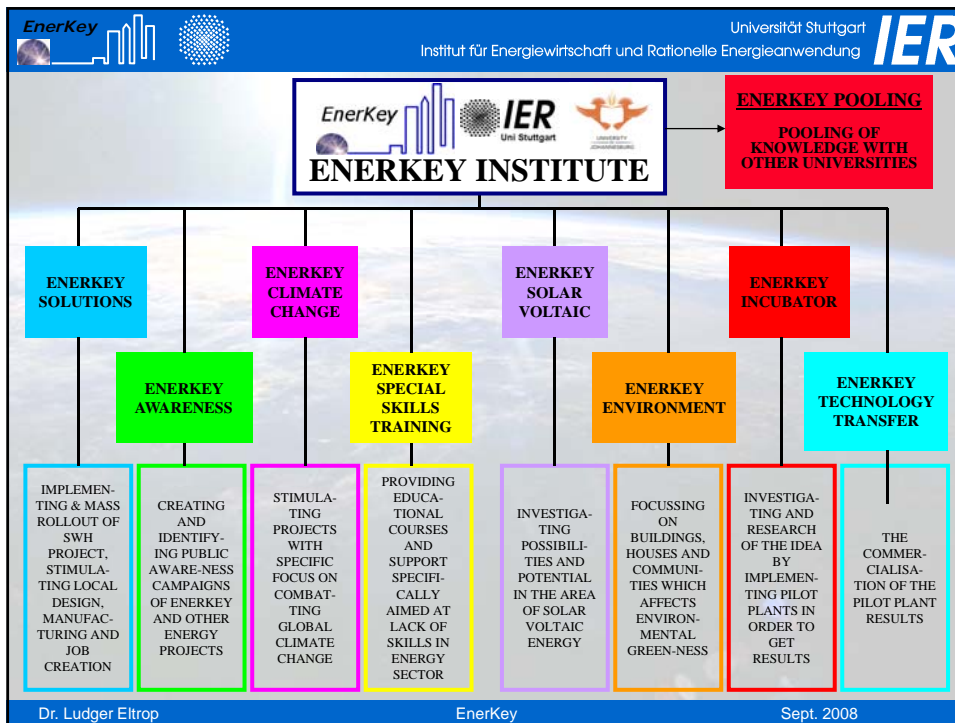 EnerKey
Universität Stuttgart
Institut für Energiewirtschaft und Rationelle Energieanwendung
IER
EnerKey
IER
Uni Stuttgart
UNIVERSITY
OF
JOHANNESBURG
ENERKEY INSTITUTE
ENERKEY POOLING
POOLING OF
KNOWLEDGE WITH
OTHER UNIVERSITIES
ENERKEY
SOLUTIONS
ENERKEY
CLIMATE
CHANGE
ENERKEY
SOLAR
VOLTAIC
ENERKEY
INCUBATOR
ENERKEY
AWARENESS
ENERKEY
SPECIAL
SKILLS
TRAINING
ENERKEY
ENVIRONMENT
ENERKEY
TECHNOLOGY
TRANSFER
IMPLEMEN-
TING & MASS
ROLLOUT OF
SWH
PROJECT,
STIMULA-
TING LOCAL
DESIGN,
MANUFAC-
TURING AND
JOB
CREATION
CREATING
AND
IDENTIFY-
ING PUBLIC
AWARE-NESS
CAMPAIGNS
OF ENERKEY
AND OTHER
ENERGY
PROJECTS
STIMULA-
TING
PROJECTS
WITH
SPECIFIC
FOCUS ON
COMBAT-
TING
GLOBAL
CLIMATE
CHANGE
PROVIDING
EDUCA-
TIONAL
COURSES
AND
SUPPORT
SPECIFI-
CALLY
AIMED AT
LACK OF
SKILLS IN
ENERGY
SECTOR
INVESTIGA-
TING
POSSIBILI-
TIES AND
POTENTIAL
IN THE AREA
OF SOLAR
VOLTAIC
ENERGY
FOCUSSING
ON
BUILDINGS,
HOUSES AND
COMMUNI-
TIES WHICH
AFFECTS
ENVIRON-
MENTAL
GREEN-NESS
INVESTIGA-
TING AND
RESEARCH
OF THE IDEA
BY
IMPLEMEN-
TING PILOT
PLANTS IN
ORDER TO
GET
RESULTS
THE
COMMER-
CIALISA-
TION OF THE
PILOT PLANT
RESULTS
Dr. Ludger Eltrop
EnerKey
Sept. 2008